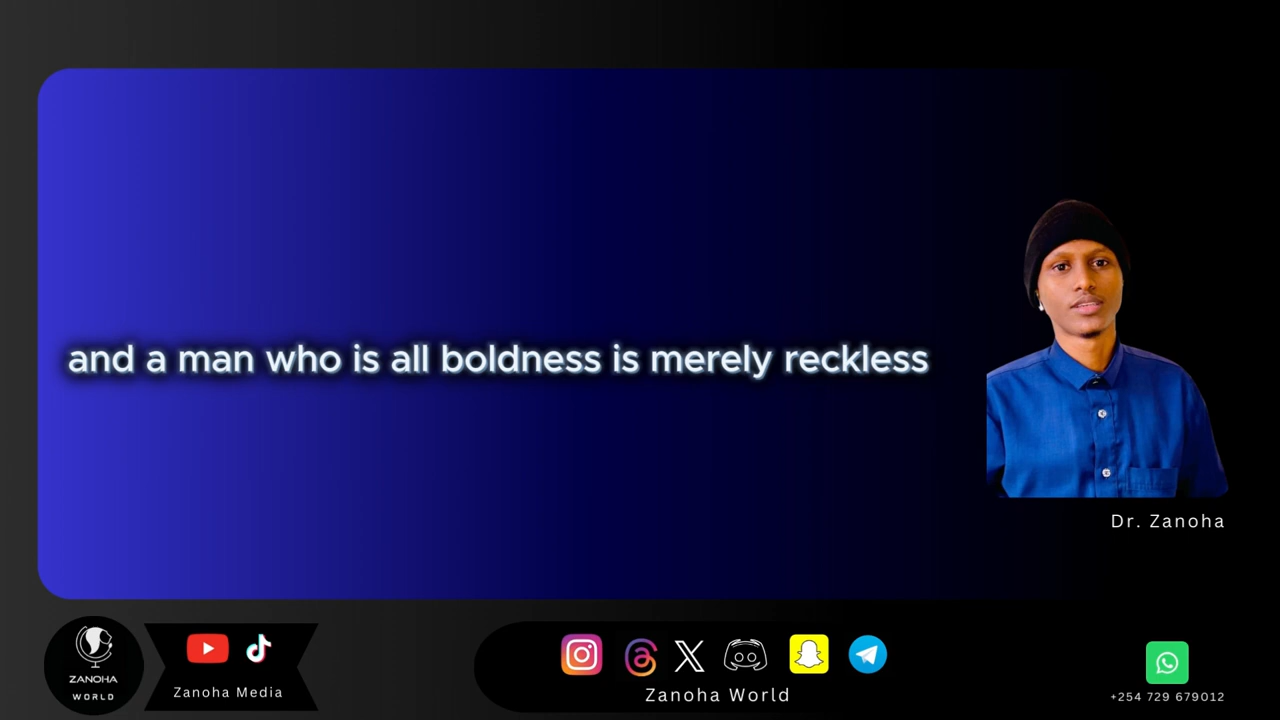 and a man who is all boldness is merely reckless
Dr. Zanoha
ZANOHA
WORLD
Zanoha Media
Zanoha World
+254 729 679012